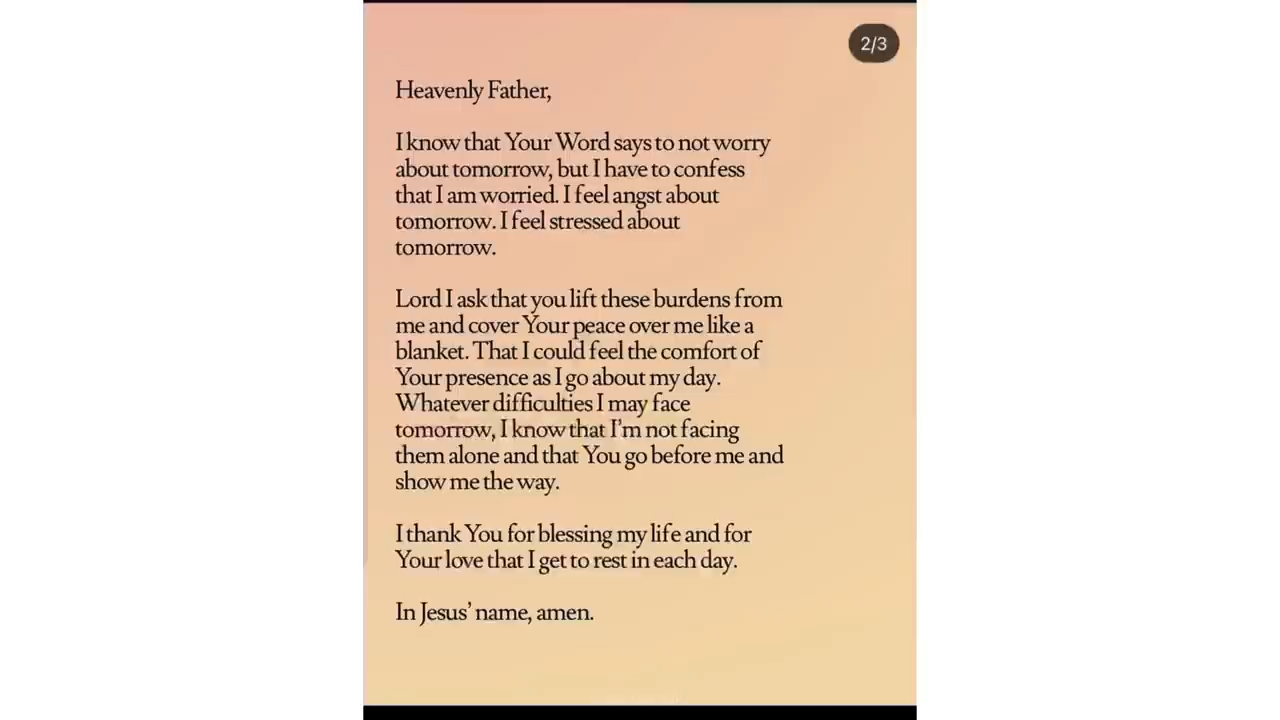 2/3
Heavenly Father,
I know that Your Word says to not worry
about tomorrow, but I have to confess
that I am worried. I feel angst about
tomorrow. I feel stressed about
tomorrow.
Lord I ask that you lift these burdens from
me and cover Your peace over me like a
blanket. That I could feel the comfort of
Your presence as I go about my day.
Whatever difficulties I may face
tomorrow, I know that I'm not facing
them alone and that You go before me and
show me the way.
I thank You for blessing my life and for
Your love that I get to rest in each day.
In Jesus' name, amen.